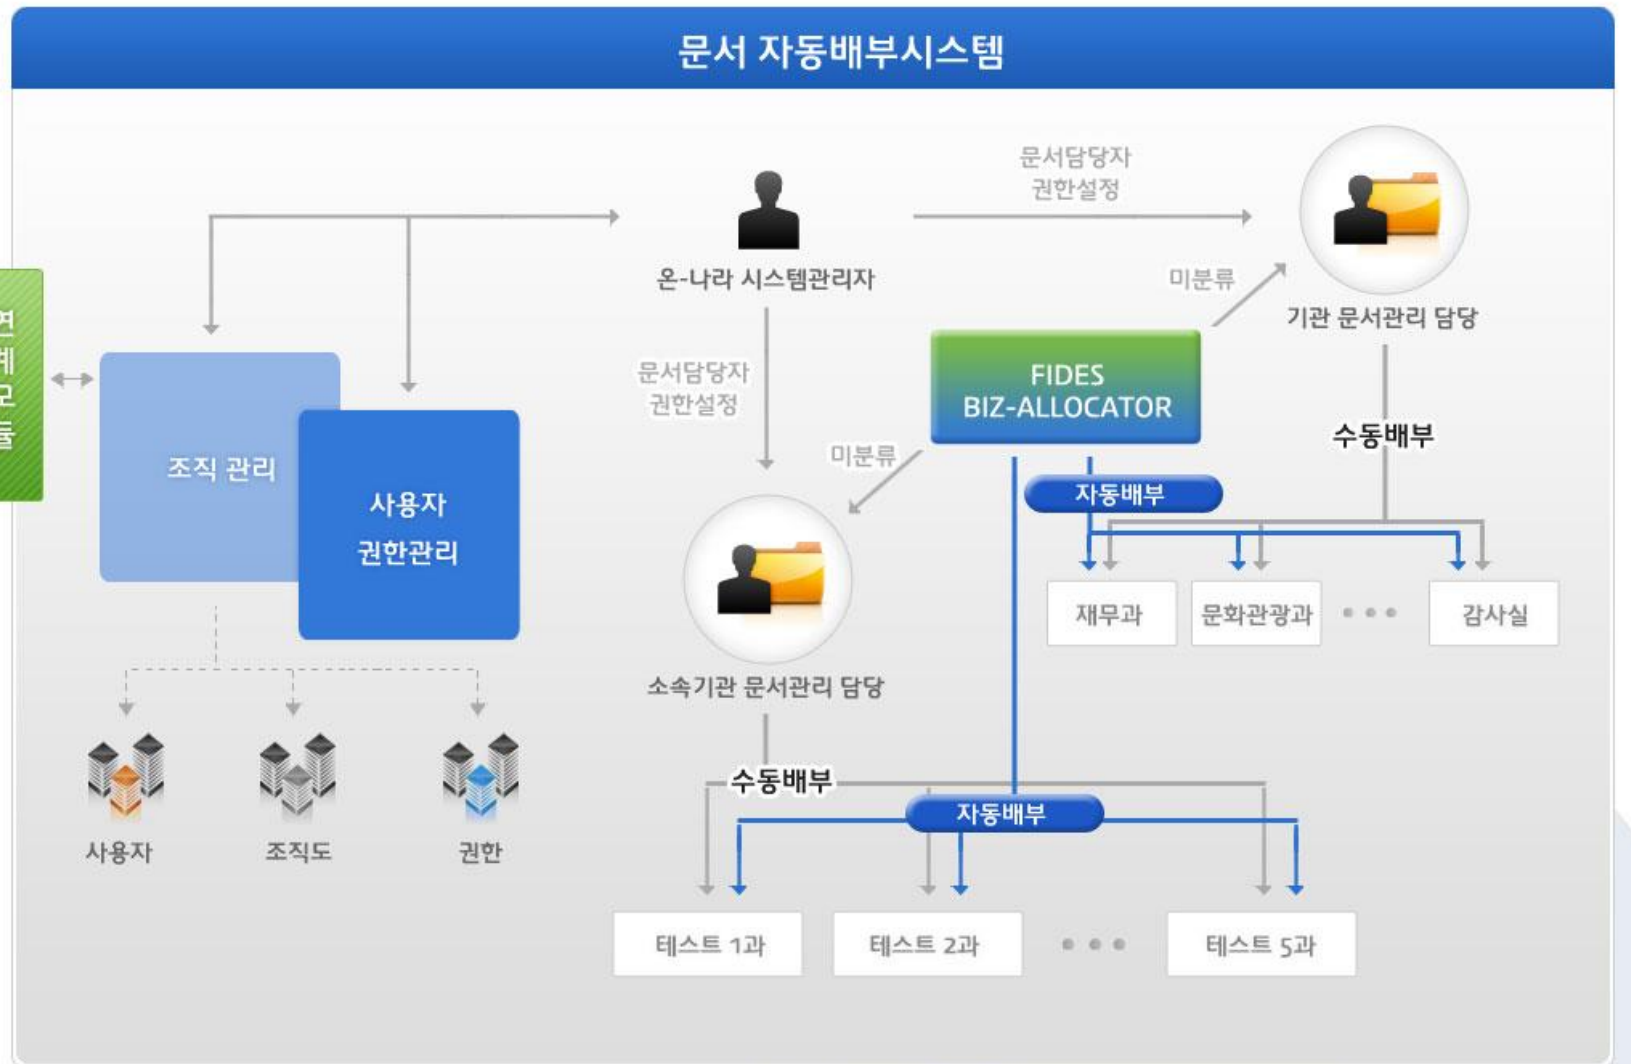 문서 자동배부시스템
문서담당자
권한설정
온-나라 시스템관리자
미분류
기관 문서관리 담당
연
계
모
듈
문서담당자
권한설정
FIDES
BIZ-ALLOCATOR
수동배부
조직 관리
미분류
사용자
권한관리
자동배부
재무과
문화관광과
감사실
소속기관 문서관리 담당
수동배부
자동배부
사용자
조직도
권한
테스트 1과
테스트 2과
테스트 5과